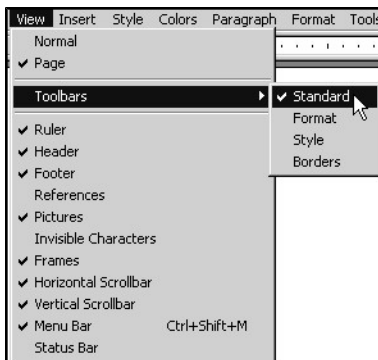 View Insert Style Colors Paragraph Format Tools
Normal
✔ Page
Toolbars
✔ Standard
Format
Style
Borders
✔ Ruler
✔ Header
✔ Footer
References
✔ Pictures
Invisible Characters
✔ Frames
✔ Horizontal Scrollbar
✔ Vertical Scrollbar
✔ Menu Bar Ctrl+Shift+M
Status Bar